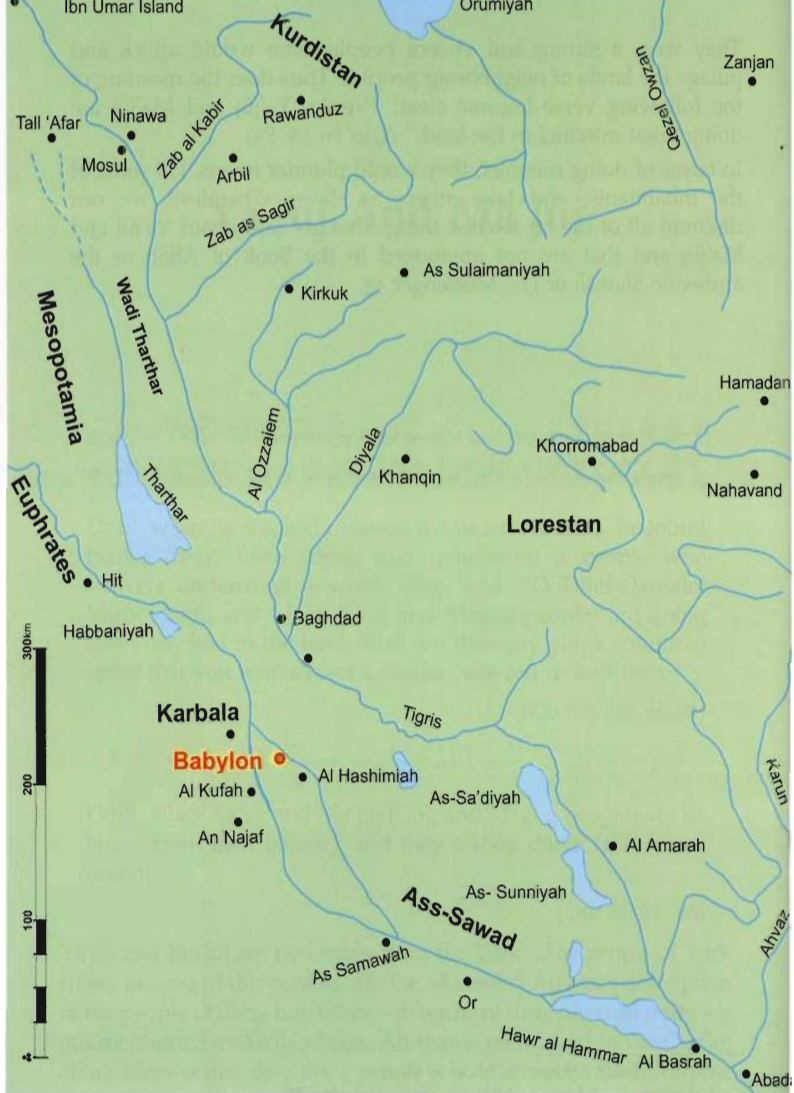 Ibn Umar Island
Orumiyah
Kurdistan
Zanjan
Qezel Owzan
Rawanduz
Ninawa
Tall ‘Afar
Mosul
Zab al Kabir
Arbil
Zab as Sagir
As Sulaimaniyah
Kirkuk
Mesopotamia
Wadi Tharthar
Hamadan
Al Ozzaiem
Diyala
Khorromabad
Khanqin
Nahavand
Tharthar
Euphrates
Lorestan
Hit
Baghdad
Habbaniyah
300km
Karbala
Tigris
Babylon
Al Hashimiah
Karun
200
Al Kufah
As-Sa’diyah
An Najaf
Al Amarah
As- Sunniyah
Ass-Sawad
100
Ahvaz
As Samawah
Or
Hawr al Hammar
Al Basrah